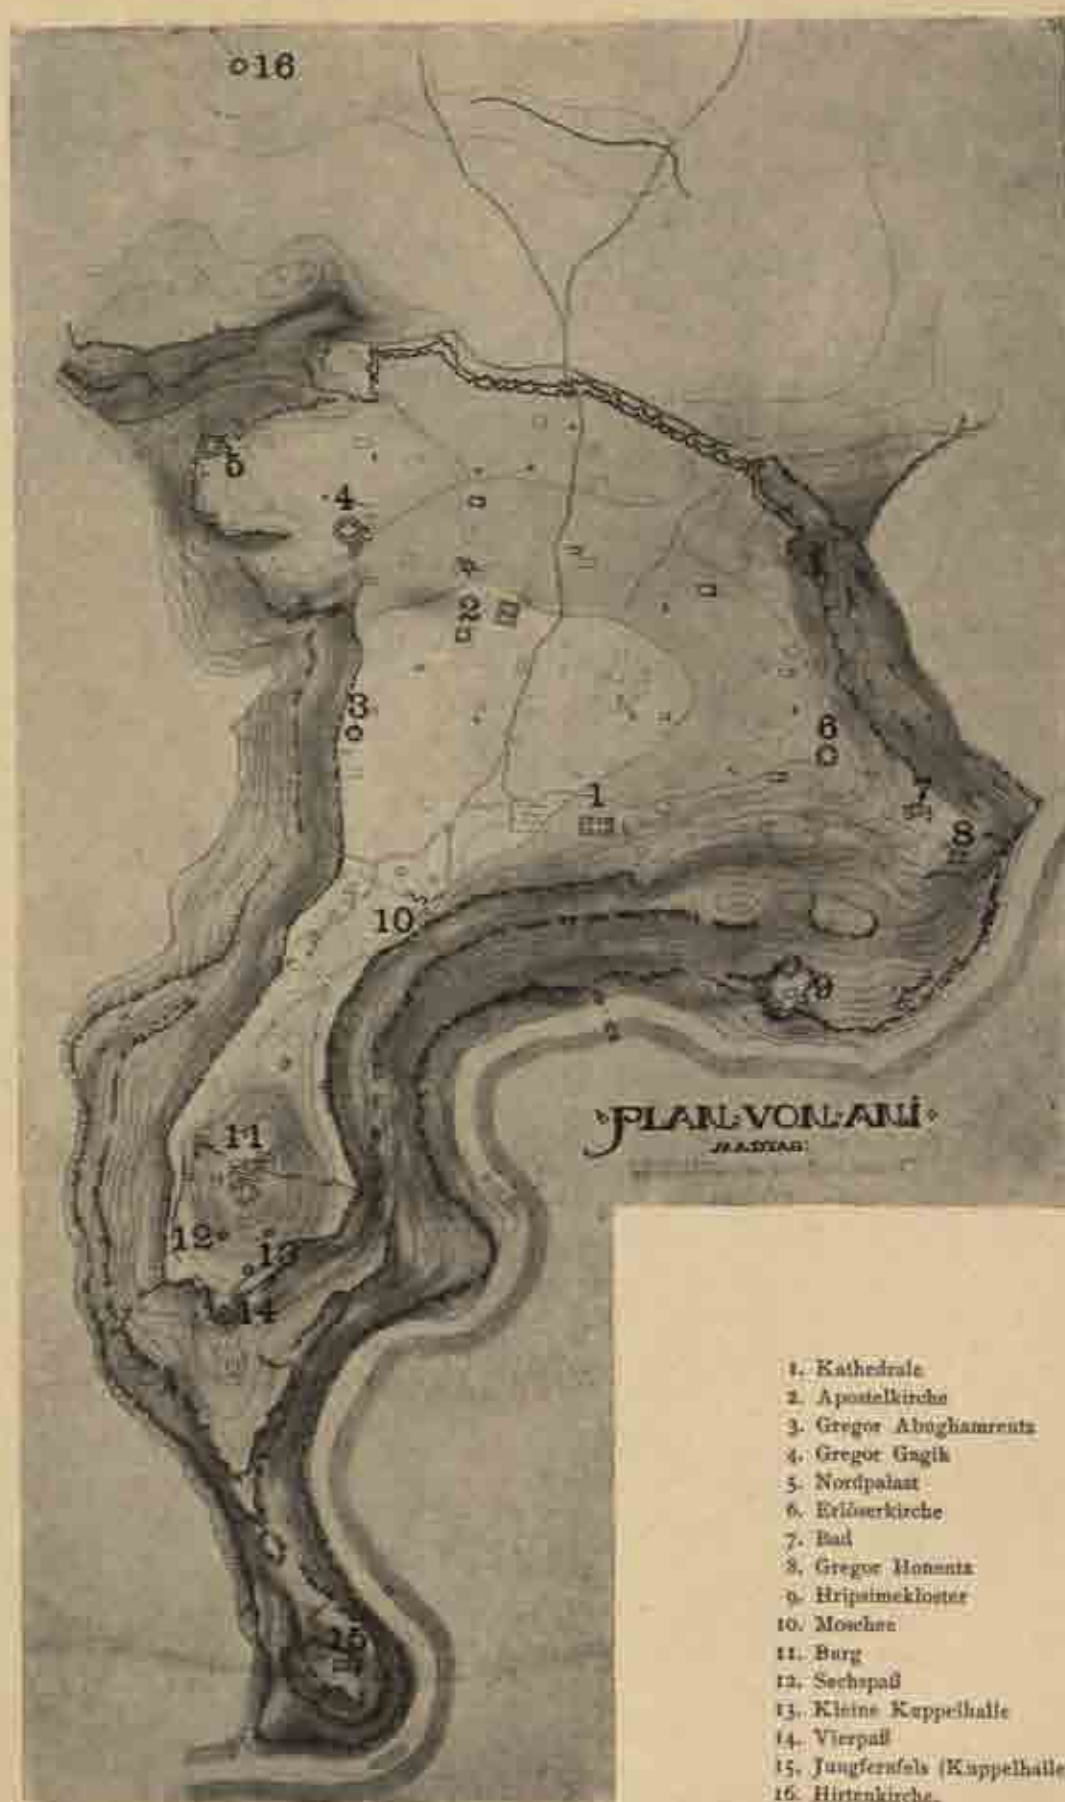 16
5
4
2
3
6
1
7
8
10
9
PLAN·VON·ANI
11
12
13
14
15
1. Kathedrale
2. Apostelkirche
3. Gregor Abughamrentz
4. Gregor Gagik
5. Nordpalast
6. Erlöserkirche
7. Bad
8. Gregor Honentz
9. Hripsimekloster
10. Moschee
11. Burg
12. Sechspaß
13. Kleine Kuppelhalle
14. Vierpaß
15. Jungfernfels (Kuppelhalle
16. Hirtenkirche.